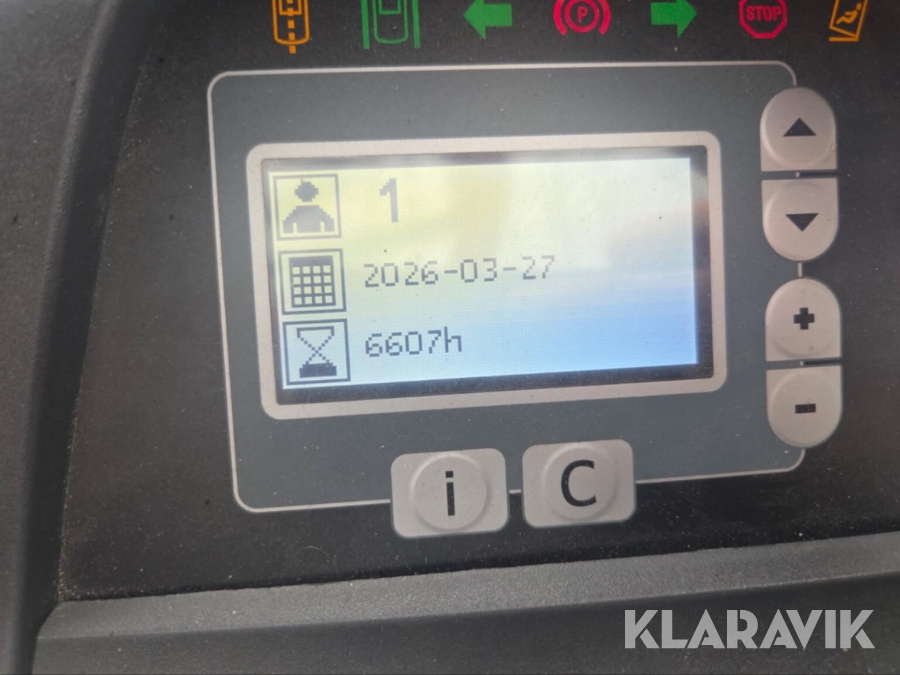 P
STOP
1
2026-03-27
6607h
i
C
KLARAVIK